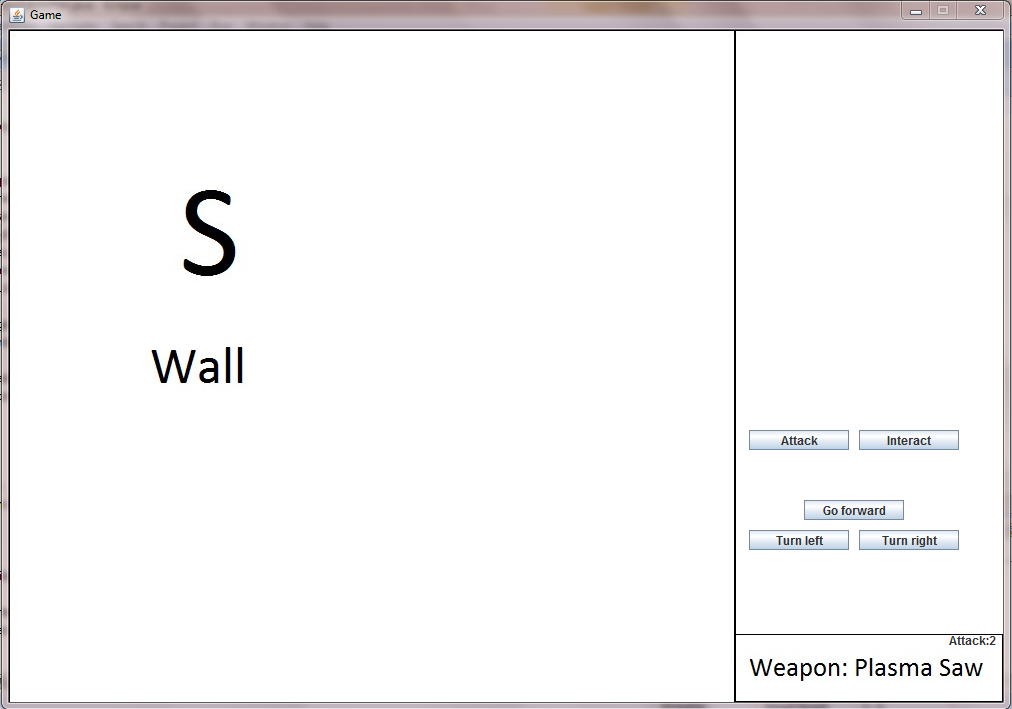 Game
S
Wall
Attack
Interact
Go forward
Turn left
Turn right
Attack:2
Weapon: Plasma Saw